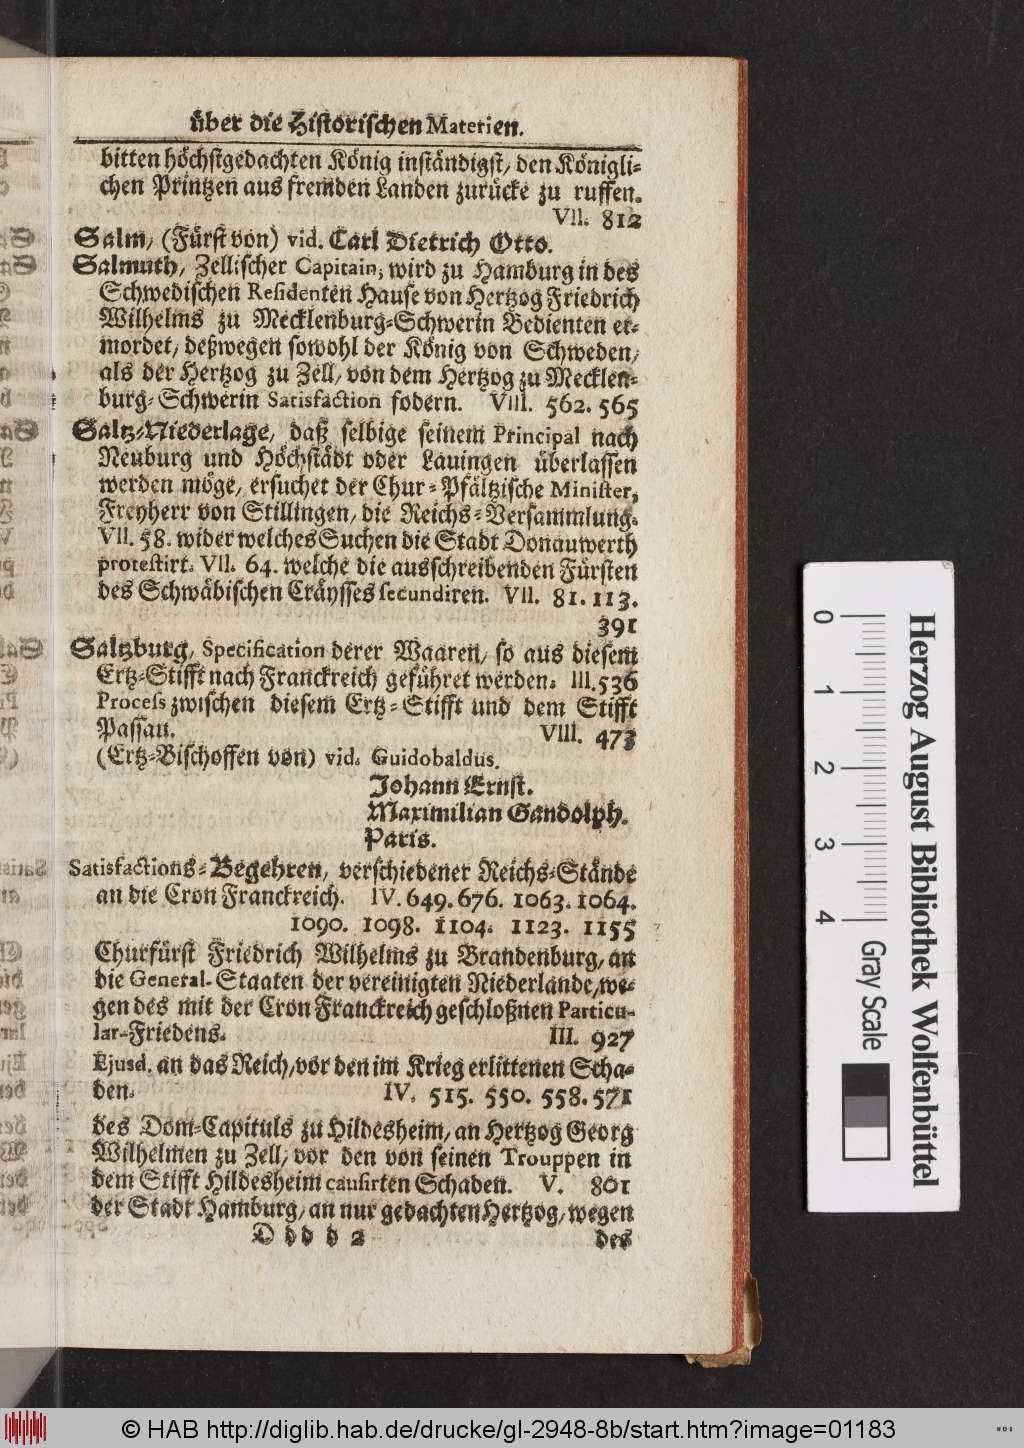 über die Historischen Materien.
bitten höchstgedachten König inständigst, den Königli-
chen Printzen aus fremden Landen zurücke zu ruffen.
VII. 812
Salm, (Fürst von) vid. Carl Dietrich Otto.
Salmuth, Zellischer Capitain, wird zu Hamburg in des
Schwedischen Residenten Hause von Hertzog Friedrich
Wilhelms zu Mecklenburg-Schwerin Bedienten er-
mordet, deßwegen sowohl der König von Schweden,
als der Hertzog zu Zell, von dem Hertzog zu Mecklen-
burg-Schwerin Satisfaction fodern. VIII. 562. 565
Saltz-Niederlage, daß selbige seinem Principal nach
Neuburg und Höchstädt oder Lauingen überlassen
werden möge, ersuchet der Chur-Pfältzische Minister,
Freyherr von Stillingen, die Reichs-Versammlung.
VII. 58. wider welches Suchen die Stadt Donauwerth
protestirt. VII. 64. welche die ausschreibenden Fürsten
des Schwäbischen Cräysses secundiren. VII. 81. 113.
391
Saltzburg, Specification derer Waaren, so aus diesem
Ertz-Stifft nach Franckreich geführet werden. III. 536
Process zwischen diesem Ertz-Stifft und dem Stifft
Passau. VIII. 473
(Ertz-Bischoffen von) vid. Guidobaldus.
Johann Ernst.
Maximilian Gandolph.
Paris.
Satisfactions-Begehren, verschiedener Reichs-Stände
an die Cron Franckreich. IV. 649. 676. 1063. 1064.
1090. 1098. 1104. 1123. 1155
Churfürst Friedrich Wilhelms zu Brandenburg, an
die General-Staaten der vereinigten Niederlande, we-
gen des mit der Cron Franckreich geschloßnen Particu-
lar-Friedens. III. 927
Ejusd. an das Reich, vor den im Krieg erlittenen Scha-
den. IV. 515. 550. 558. 571
des Dom-Capituls zu Hildesheim, an Hertzog Georg
Wilhelmen zu Zell, vor den von seinen Trouppen in
dem Stifft Hildesheim causirten Schaden. V. 801
der Stadt Hamburg, an nur gedachten Hertzog, wegen
D d d d 2 des
Herzog August Bibliothek Wolfenbüttel
0 1 2 3 4 Gray Scale
© HAB http://diglib.hab.de/drucke/gl-2948-8b/start.htm?image=01183